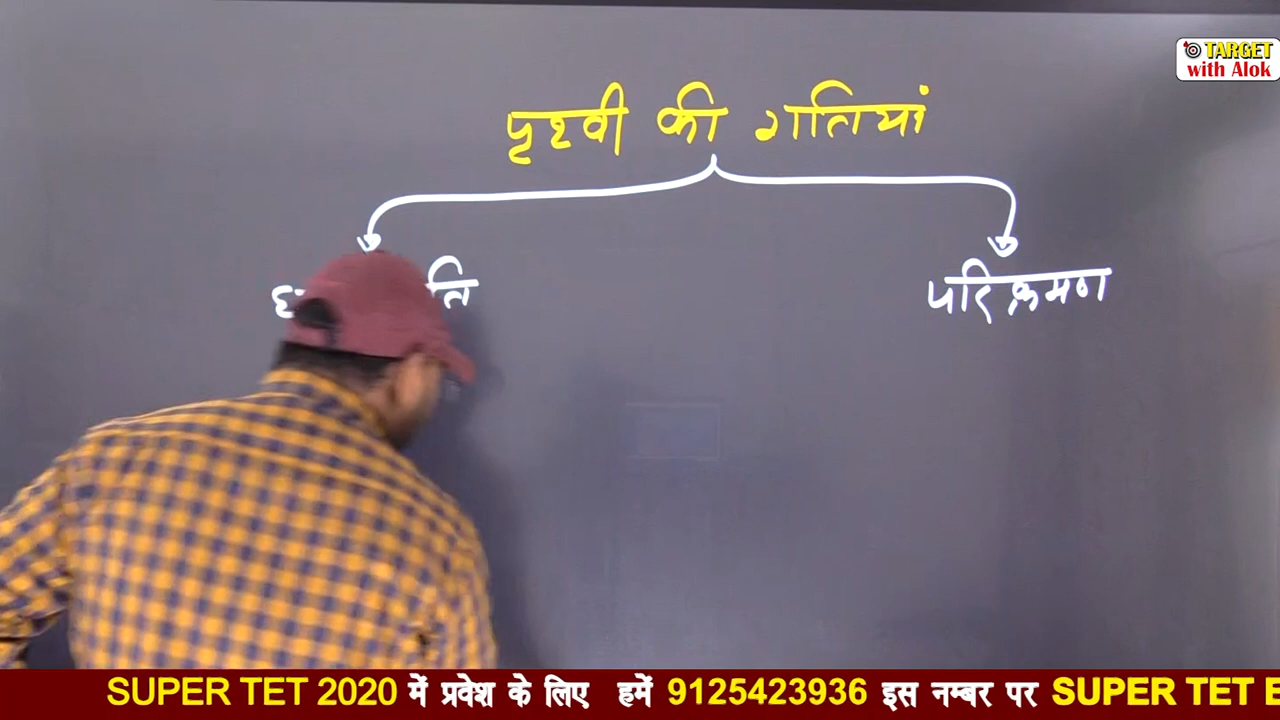 TARGET
with Alok
पृथ्वी की गतियां
परिक्रमण
SUPER TET 2020 में प्रवेश के लिए हमें 9125423936 इस नम्बर पर SUPER TET E